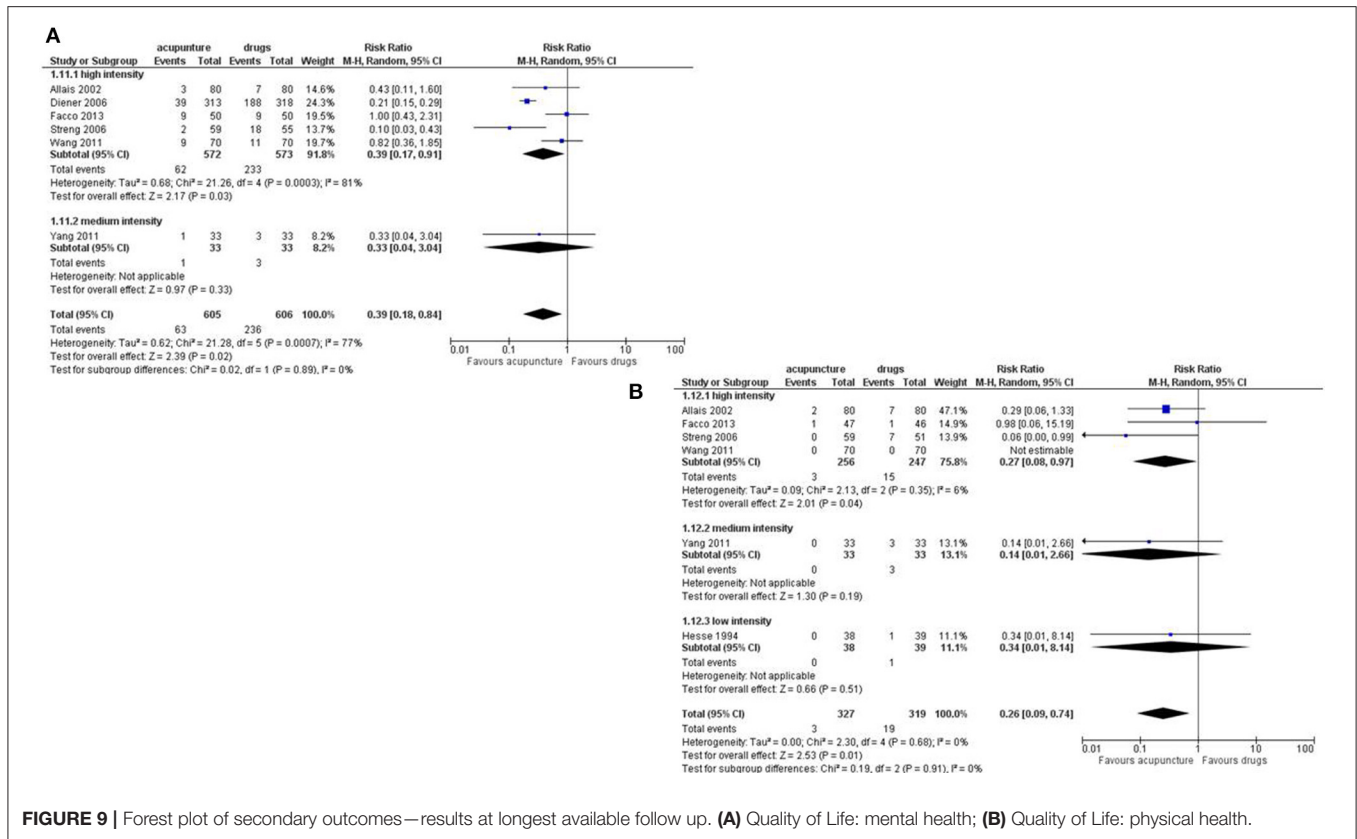 A
acupunture drugs Risk Ratio Risk Ratio
Study or Subgroup Events Total Events Total Weight M-H, Random, 95% CI M-H, Random, 95% CI
1.11.1 high intensity
Allais 2002 3 80 7 80 14.6% 0.43 [0.11, 1.60]
Diener 2006 39 313 188 318 24.3% 0.21 [0.15, 0.29]
Facco 2013 9 50 9 50 19.5% 1.00 [0.43, 2.31]
Streng 2006 2 59 18 55 13.7% 0.10 [0.03, 0.43]
Wang 2011 9 70 11 70 19.7% 0.82 [0.36, 1.85]
Subtotal (95% CI) 572 573 91.8% 0.39 [0.17, 0.91]
Total events 62 233
Heterogeneity: Tau² = 0.68; Chi² = 21.26, df = 4 (P = 0.0003); I² = 81%
Test for overall effect: Z = 2.17 (P = 0.03)
1.11.2 medium intensity
Yang 2011 1 33 3 33 8.2% 0.33 [0.04, 3.04]
Subtotal (95% CI) 33 33 8.2% 0.33 [0.04, 3.04]
Total events 1 3
Heterogeneity: Not applicable
Test for overall effect: Z = 0.97 (P = 0.33)
Total (95% CI) 605 606 100.0% 0.39 [0.18, 0.84]
Total events 63 236
Heterogeneity: Tau² = 0.62; Chi² = 21.28, df = 5 (P = 0.0007); I² = 77%
Test for overall effect: Z = 2.39 (P = 0.02)
Test for subgroup differences: Chi² = 0.02, df = 1 (P = 0.89), I² = 0%
0.01 0.1 1 10 100
Favours acupuncture Favours drugs
B
acupuncture drugs Risk Ratio Risk Ratio
Study or Subgroup Events Total Events Total Weight M-H, Random, 95% CI M-H, Random, 95% CI
1.12.1 high intensity
Allais 2002 2 80 7 80 47.1% 0.29 [0.06, 1.33]
Facco 2013 1 47 1 46 14.9% 0.98 [0.06, 15.19]
Streng 2006 0 59 7 51 13.9% 0.06 [0.00, 0.99]
Wang 2011 0 70 0 70 Not estimable
Subtotal (95% CI) 256 247 75.8% 0.27 [0.08, 0.97]
Total events 3 15
Heterogeneity: Tau² = 0.09; Chi² = 2.13, df = 2 (P = 0.35); I² = 6%
Test for overall effect: Z = 2.01 (P = 0.04)
1.12.2 medium intensity
Yang 2011 0 33 3 33 13.1% 0.14 [0.01, 2.66]
Subtotal (95% CI) 33 33 13.1% 0.14 [0.01, 2.66]
Total events 0 3
Heterogeneity: Not applicable
Test for overall effect: Z = 1.30 (P = 0.19)
1.12.3 low intensity
Hesse 1994 0 38 1 39 11.1% 0.34 [0.01, 8.14]
Subtotal (95% CI) 38 39 11.1% 0.34 [0.01, 8.14]
Total events 0 1
Heterogeneity: Not applicable
Test for overall effect: Z = 0.66 (P = 0.51)
Total (95% CI) 327 319 100.0% 0.26 [0.09, 0.74]
Total events 3 19
Heterogeneity: Tau² = 0.00; Chi² = 2.30, df = 4 (P = 0.68); I² = 0%
Test for overall effect: Z = 2.53 (P = 0.01)
Test for subgroup differences: Chi² = 0.19, df = 2 (P = 0.91), I² = 0%
0.01 0.1 1 10 100
Favours acupuncture Favours drugs
FIGURE 9 | Forest plot of secondary outcomes—results at longest available follow up. (A) Quality of Life: mental health; (B) Quality of Life: physical health.